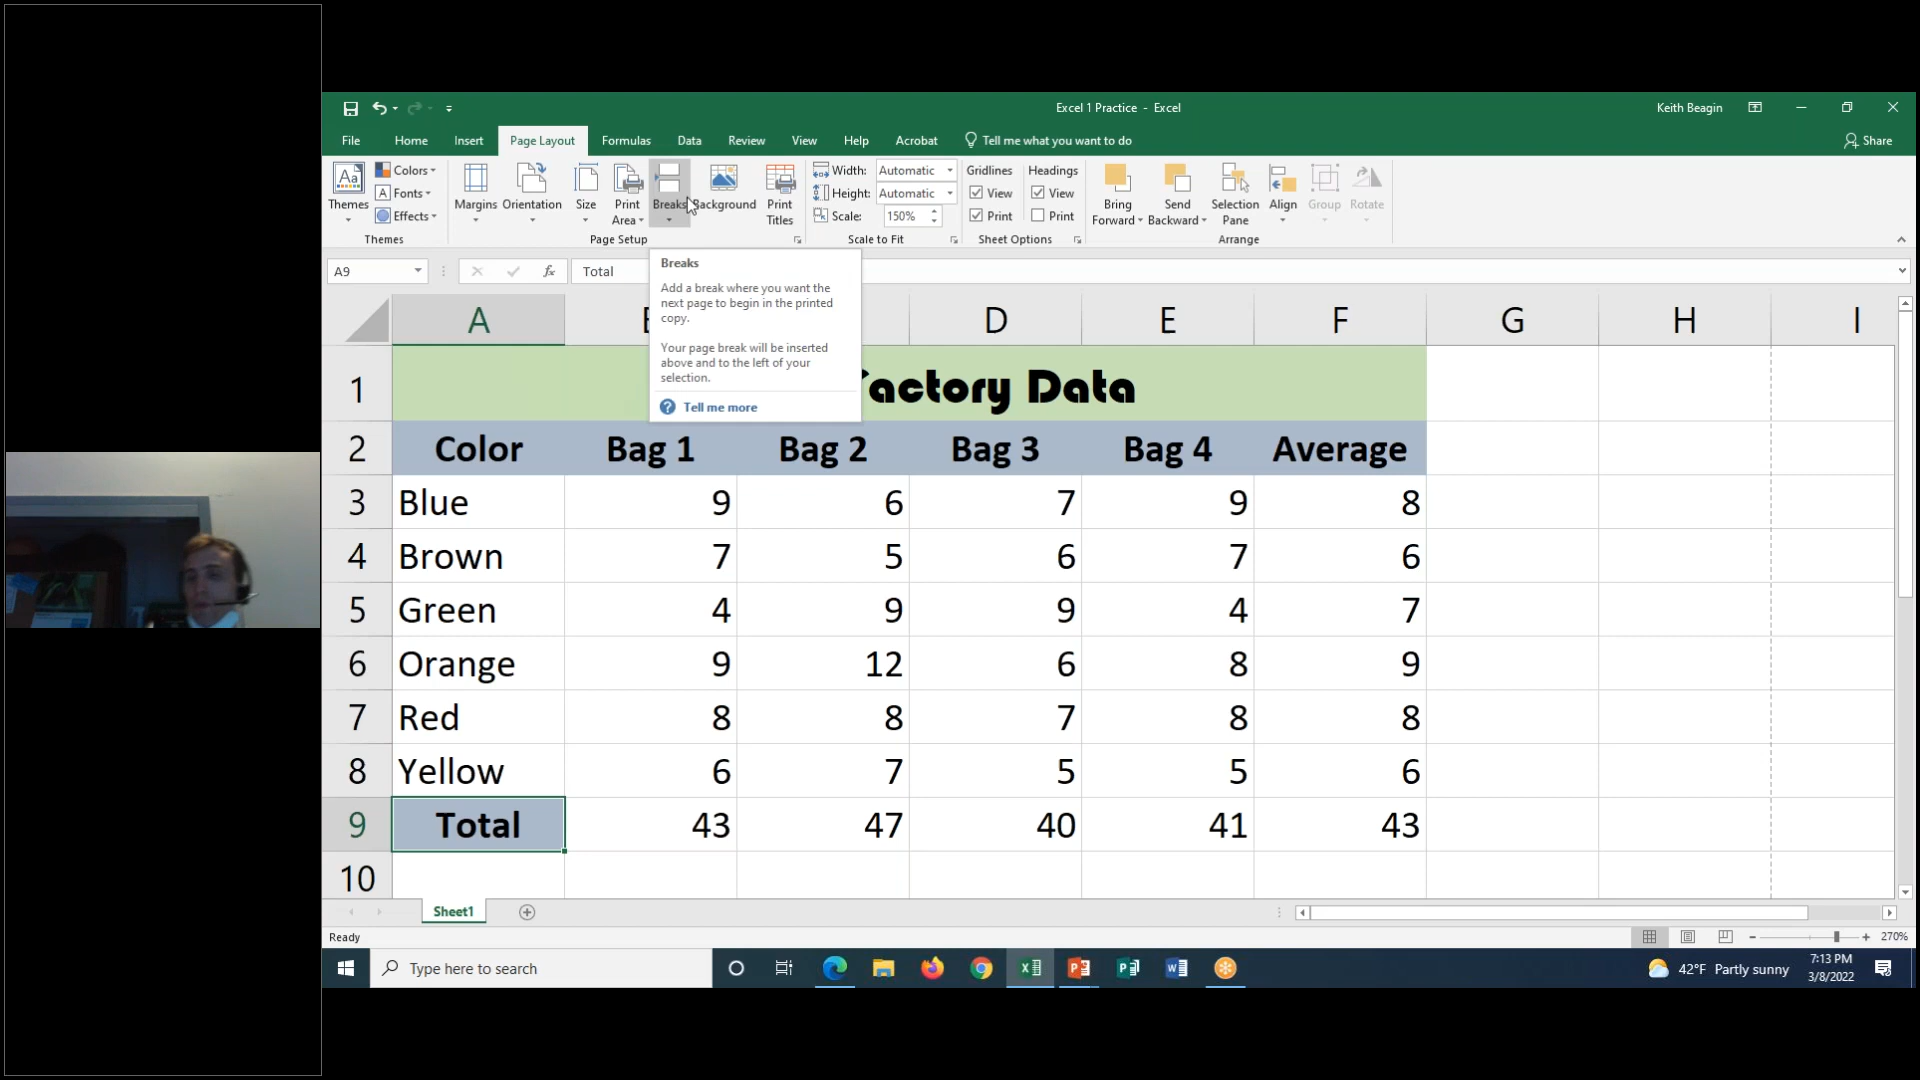 Excel 1 Practice - Excel
Keith Beagin
File Home Insert Page Layout Formulas Data Review View Help Acrobat Tell me what you want to do Share
Themes
Colors
Fonts
Effects
Themes
Margins
Orientation
Size
Print
Area
Breaks
Background
Print
Titles
Page Setup
Width: Automatic
Height: Automatic
Scale: 150%
Scale to Fit
Gridlines
View
Print
Headings
View
Print
Sheet Options
Bring
Forward
Send
Backward
Selection
Pane
Align
Group
Rotate
Arrange
A9
fx
Total
Breaks
Add a break where you want the
next page to begin in the printed
copy.
Your page break will be inserted
above and to the left of your
selection.
Tell me more
A D E F G H I
1 Factory Data
2 Color Bag 1 Bag 2 Bag 3 Bag 4 Average
3 Blue 9 6 7 9 8
4 Brown 7 5 6 7 6
5 Green 4 9 9 4 7
6 Orange 9 12 6 8 9
7 Red 8 8 7 8 8
8 Yellow 6 7 5 5 6
9 Total 43 47 40 41 43
10
Sheet1
Ready
270%
Type here to search
42°F Partly sunny
7:13 PM
3/8/2022